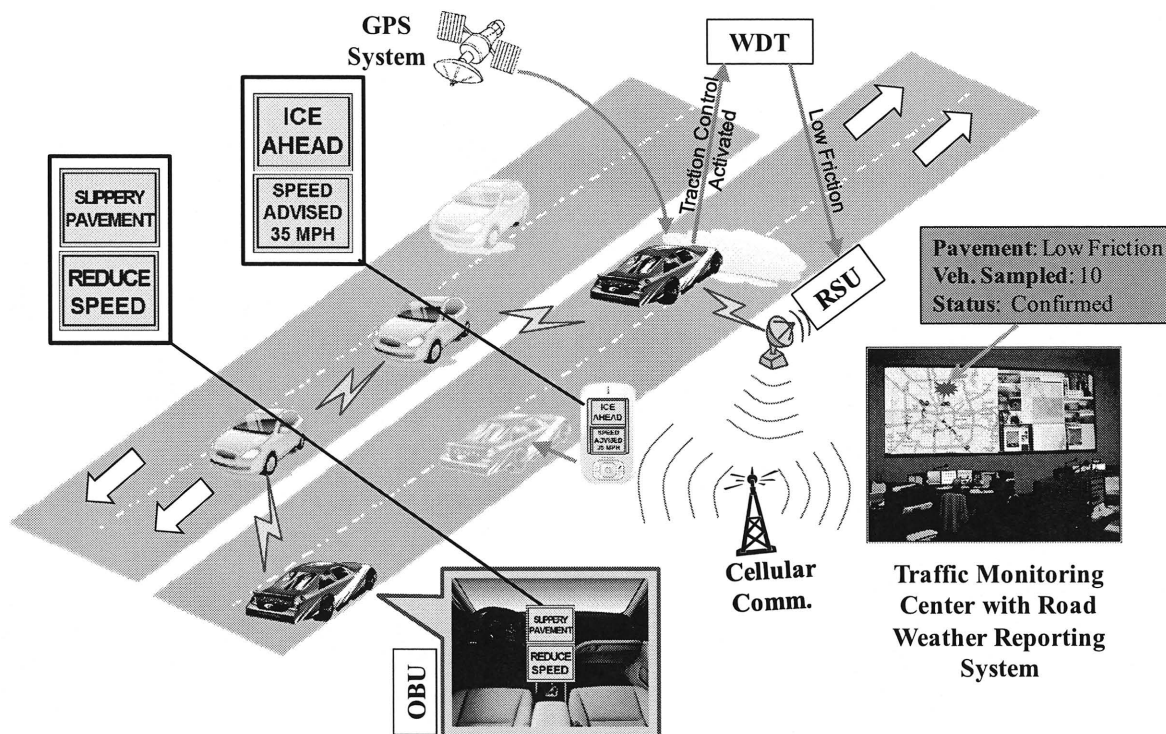 GPS
System
WDT
ICE
AHEAD
SPEED
ADVISED
35 MPH
SLIPPERY
PAVEMENT
REDUCE
SPEED
Traction Control
Activated
Low Friction
RSU
Pavement: Low Friction
Veh. Sampled: 10
Status: Confirmed
ICE
AHEAD
SPEED
ADVISED
35 MPH
Cellular
Comm.
Traffic Monitoring
Center with Road
Weather Reporting
System
OBU
SLIPPERY
PAVEMENT
REDUCE
SPEED